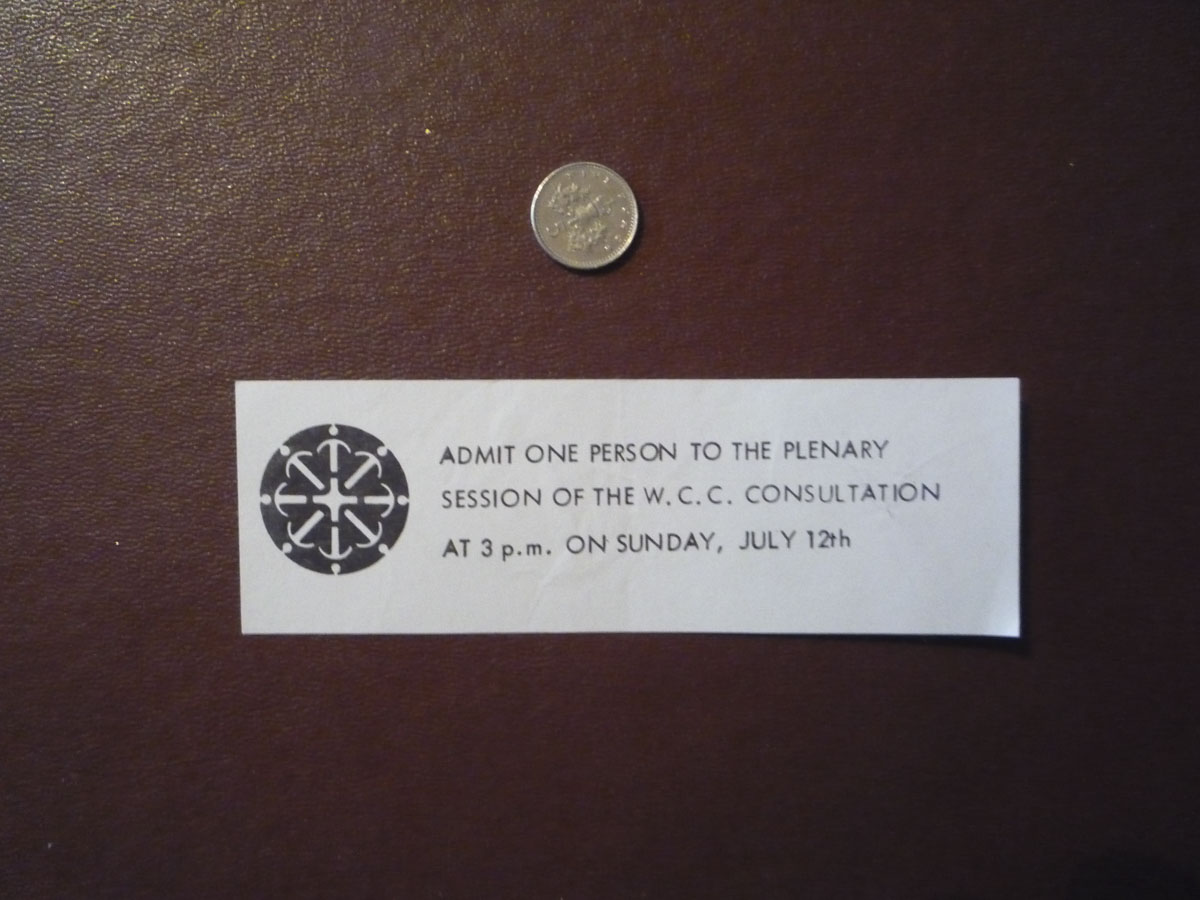 ADMIT ONE PERSON TO THE PLENARY
SESSION OF THE W. C. C. CONSULTATION
AT 3 p.m. ON SUNDAY, JULY 12th